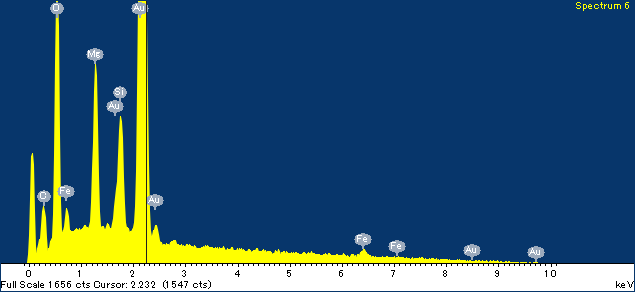 Spectrum 6
O
Au
Mg
Si
Au
Fe
C
Au
Fe
Fe
Au
Au
0 1 2 3 4 5 6 7 8 9 10
Full Scale 1656 cts Cursor: 2.232 (1547 cts) keV